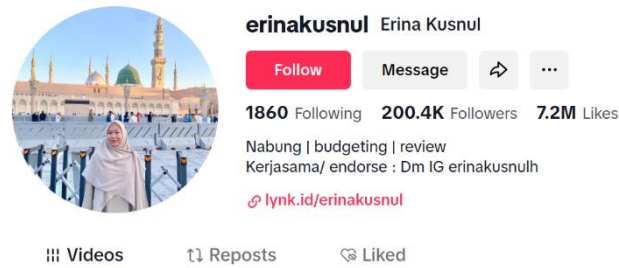 erinakusnul Erina Kusnul
Follow Message
1860 Following 200.4K Followers 7.2M Likes
Nabung | budgeting | review
Kerjasama/ endorse : Dm IG erinakusnulh
lynk.id/erinakusnul
Videos Reposts Liked